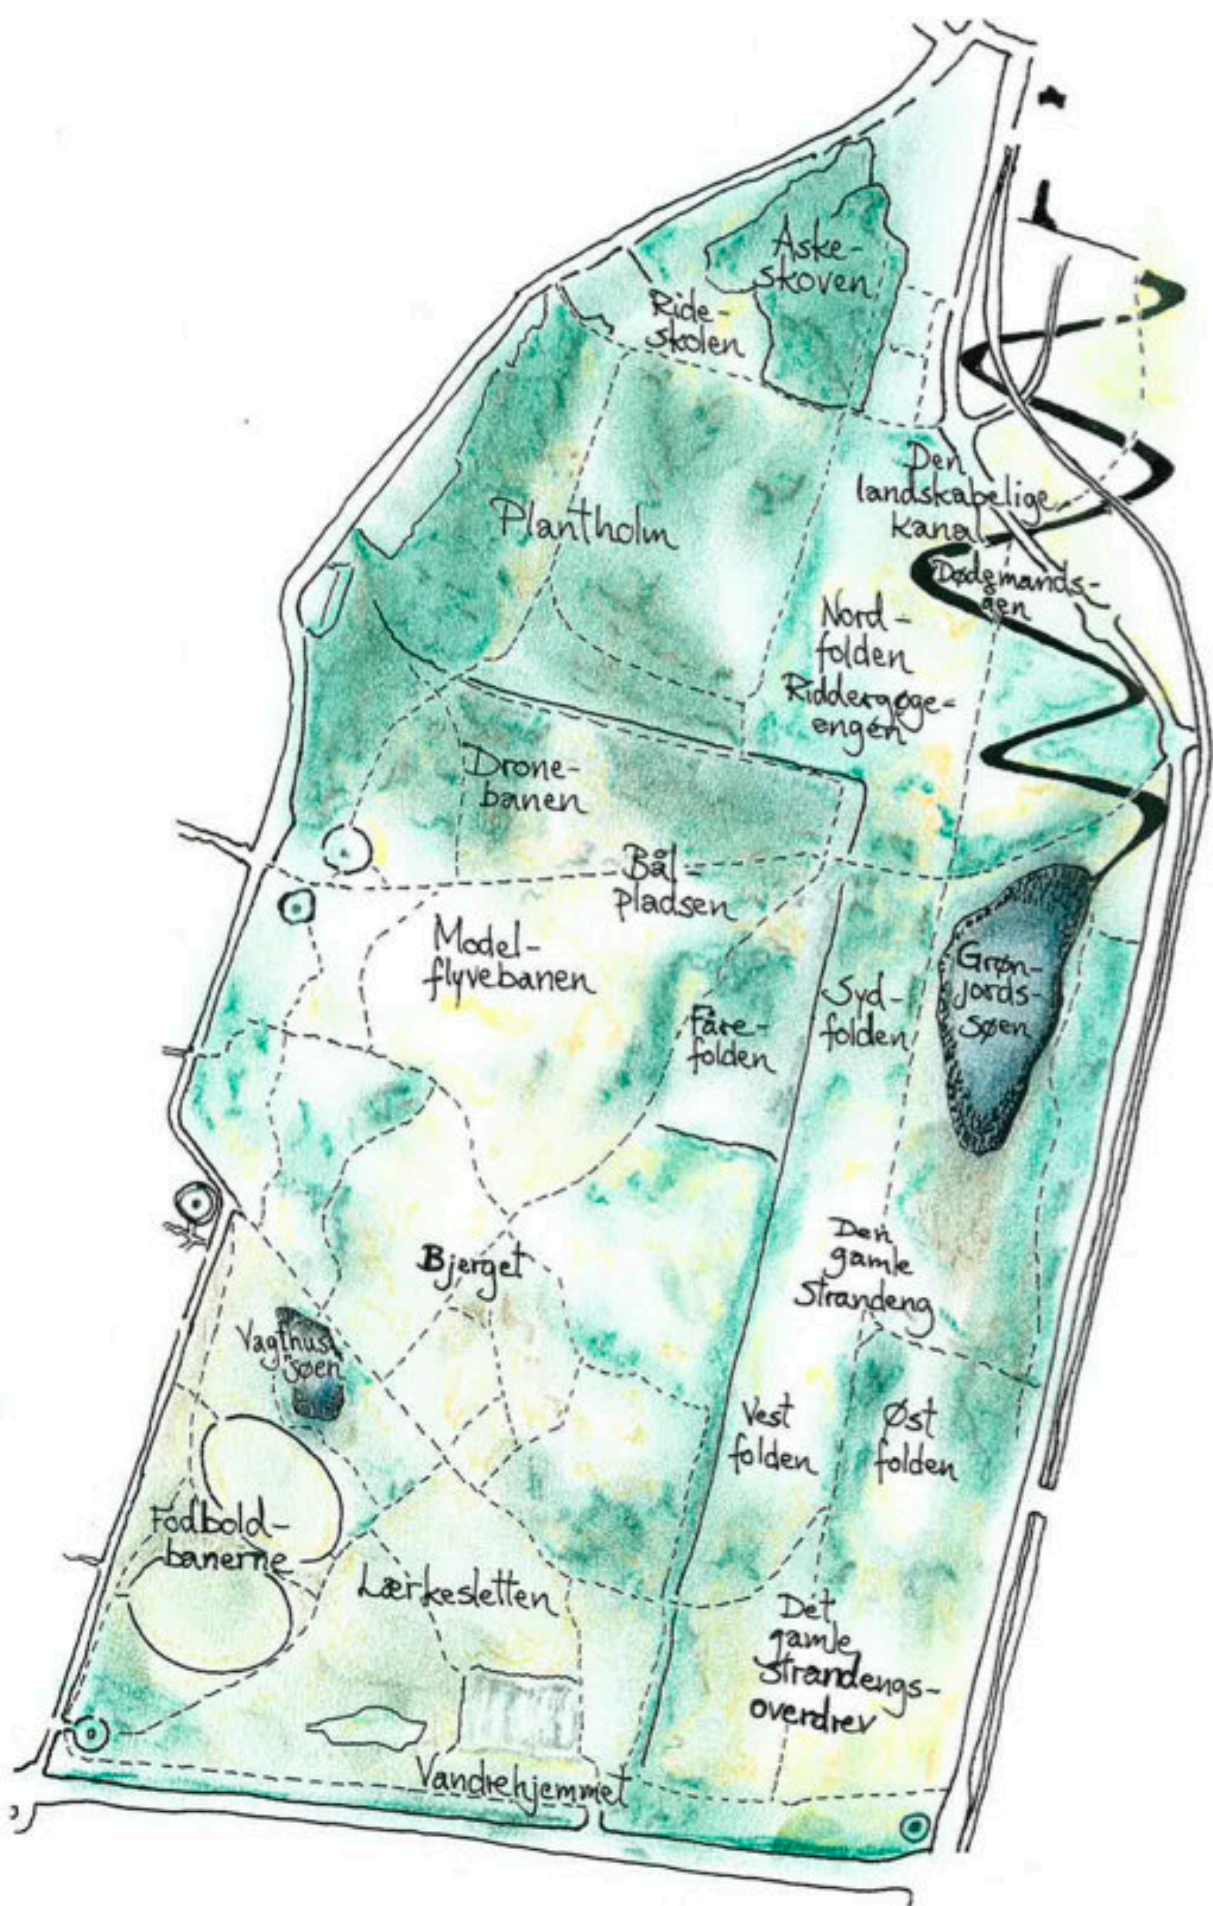 Aske-
skoven
Ride-
skolen
Den
landskabelige
kanal
Plantholm
Dødemands-
øen
Nord-
folden
Riddergøge-
engen
Drone-
banen
Bål-
pladsen
Model-
flyvebanen
Grøn-
jords-
søen
Syd-
folden
Fåre-
folden
Den
gamle
Strandeng
Bjerget
Vagthus-
søen
Vest
folden
Øst
folden
Fodbold-
banerne
Lærkesletten
Det
gamle
Strandengs-
overdrev
Vandrehjemmet